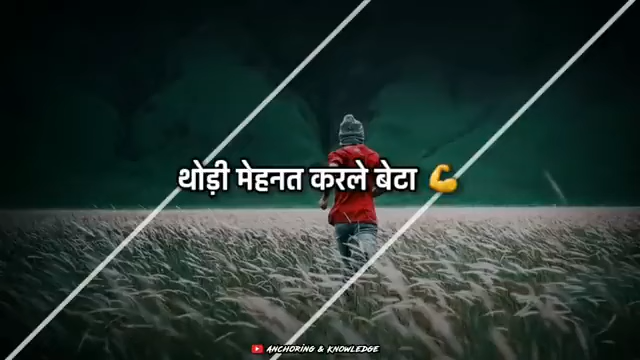 थोड़ी मेहनत करले बेटा 💪
ANCHORING & KNOWLEDGE